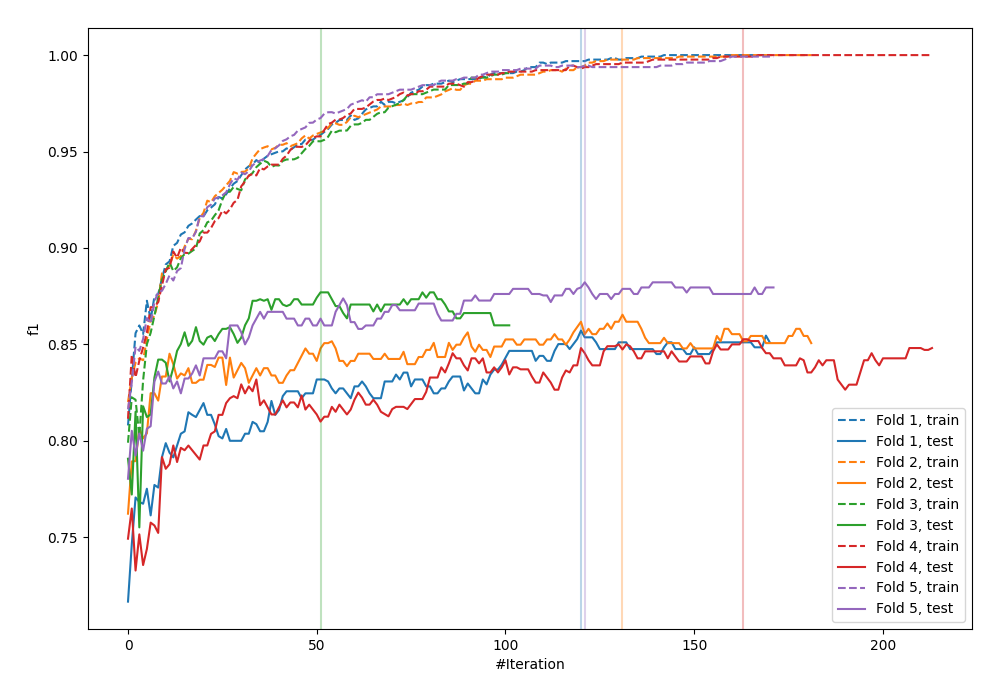 1.00
0.95
0.90
0.85
0.80
0.75
f1
0
50
100
150
200
#Iteration
Fold 1, train
Fold 1, test
Fold 2, train
Fold 2, test
Fold 3, train
Fold 3, test
Fold 4, train
Fold 4, test
Fold 5, train
Fold 5, test